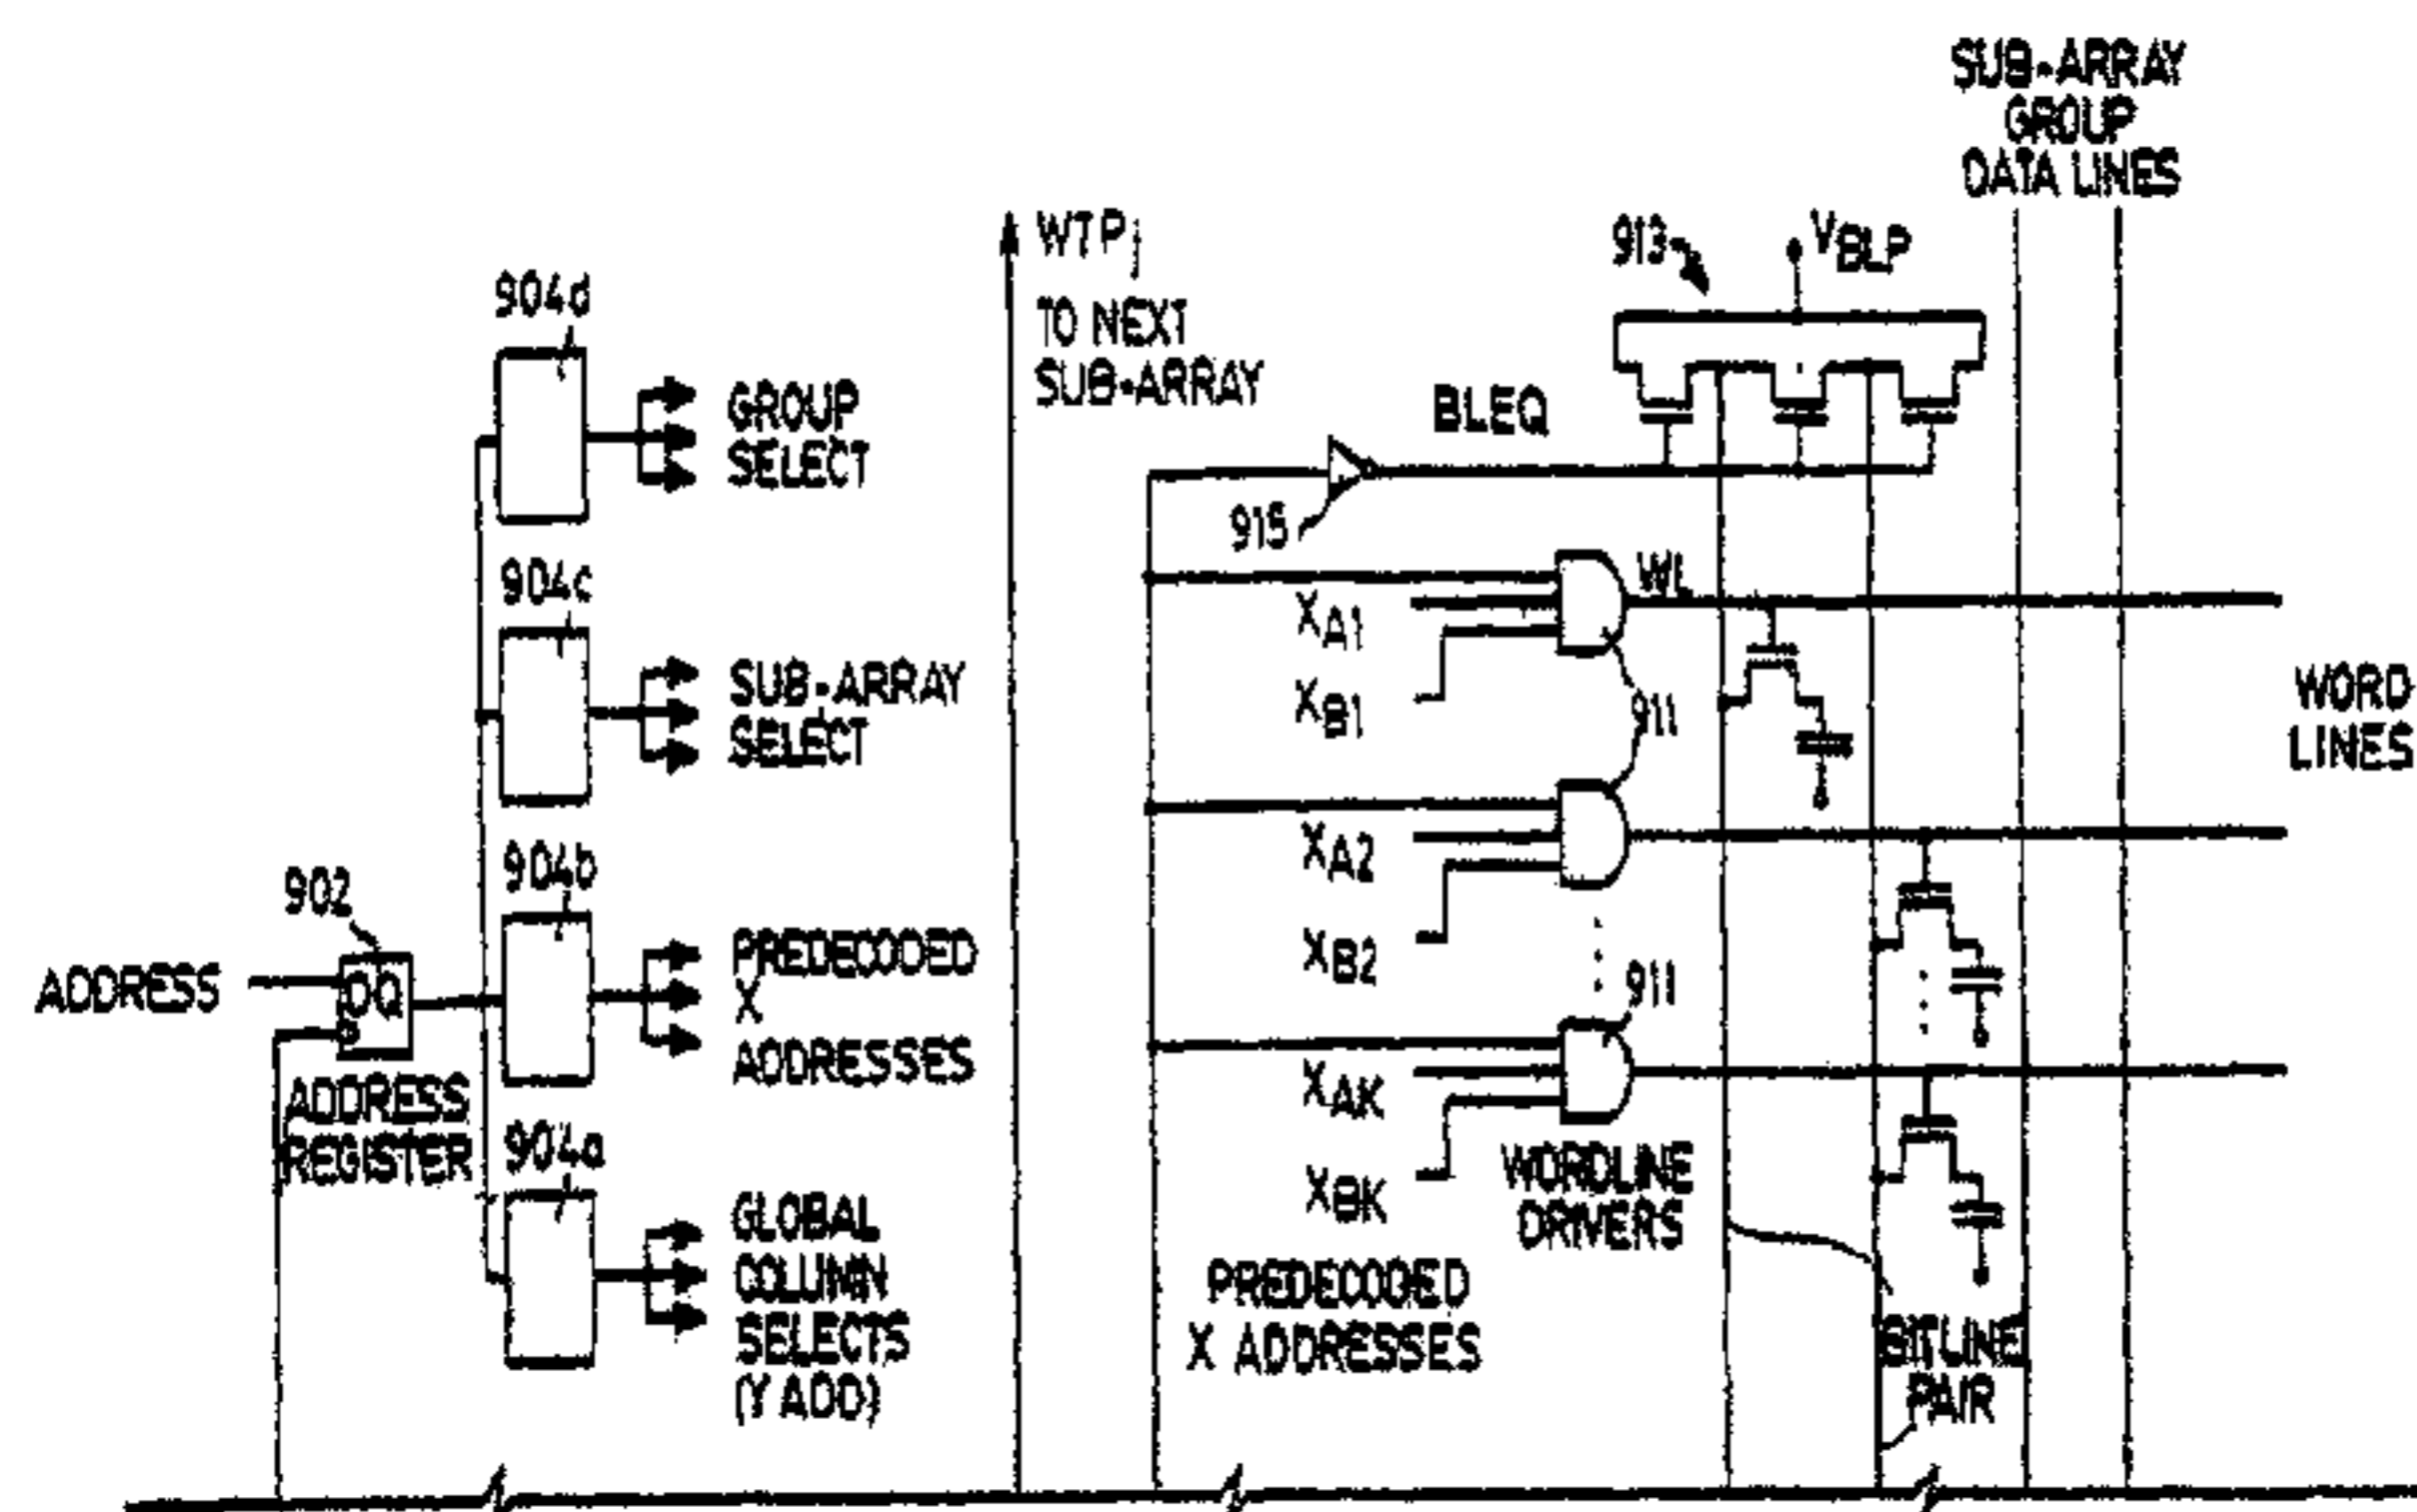 SUB-ARRAY
GROUP
DATA LINES
WTPj
TO NEXT
SUB-ARRAY
913
VBLP
904d
GROUP
SELECT
BLEQ
915
904c
SUB-ARRAY
SELECT
WL
XA1
XB1
911
WORD
LINES
904b
902
ADDRESS
DQ
PREDECODED
X
ADDRESSES
XA2
XB2
911
ADDRESS
REGISTER
904a
GLOBAL
COLUMN
SELECTS
(Y ADD)
XAK
XBK
WORDLINE
DRIVERS
PREDECODED
X ADDRESSES
BITLINE
PAIR